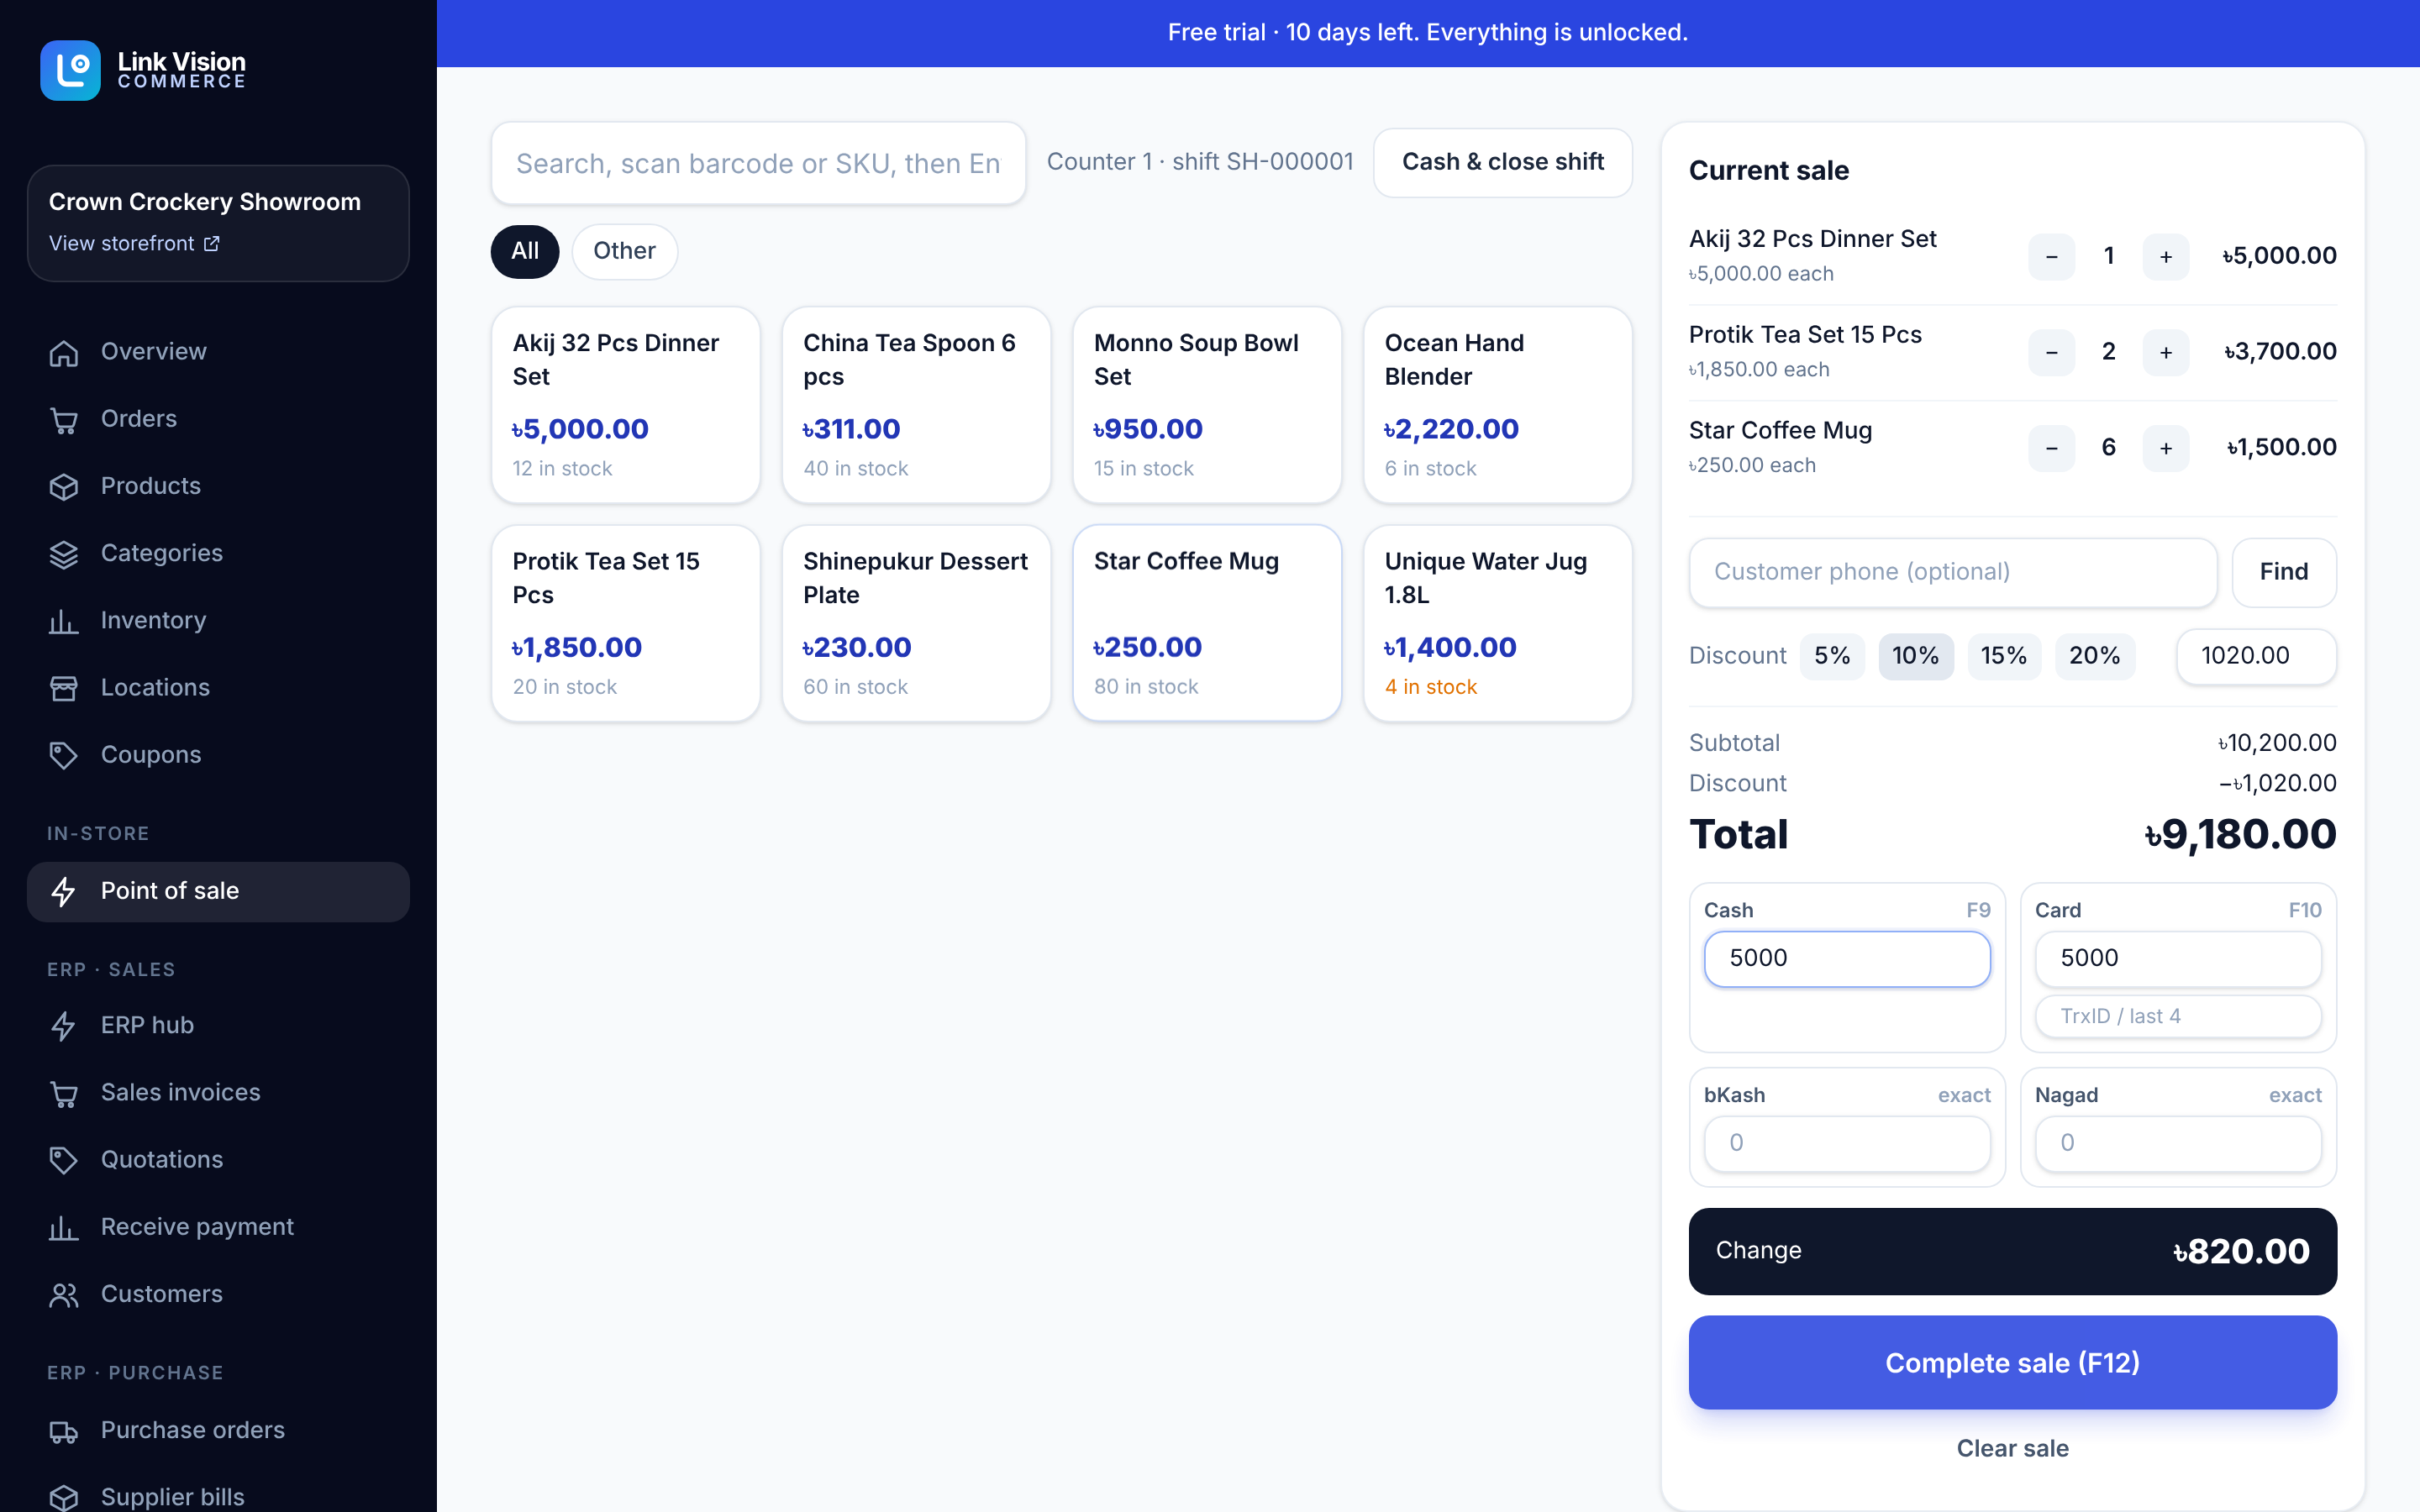 Link Vision
COMMERCE
Crown Crockery Showroom
View storefront
Overview
Orders
Products
Categories
Inventory
Locations
Coupons
IN-STORE
Point of sale
ERP · SALES
ERP hub
Sales invoices
Quotations
Receive payment
Customers
ERP · PURCHASE
Purchase orders
Supplier bills
Free trial · 10 days left. Everything is unlocked.
Search, scan barcode or SKU, then En
Counter 1 · shift SH-000001
Cash & close shift
All
Other
Akij 32 Pcs Dinner
Set
৳5,000.00
12 in stock
China Tea Spoon 6
pcs
৳311.00
40 in stock
Monno Soup Bowl
Set
৳950.00
15 in stock
Ocean Hand
Blender
৳2,220.00
6 in stock
Protik Tea Set 15
Pcs
৳1,850.00
20 in stock
Shinepukur Dessert
Plate
৳230.00
60 in stock
Star Coffee Mug
৳250.00
80 in stock
Unique Water Jug
1.8L
৳1,400.00
4 in stock
Current sale
Akij 32 Pcs Dinner Set
৳5,000.00 each
− 1 + ৳5,000.00
Protik Tea Set 15 Pcs
৳1,850.00 each
− 2 + ৳3,700.00
Star Coffee Mug
৳250.00 each
− 6 + ৳1,500.00
Customer phone (optional)
Find
Discount 5% 10% 15% 20% 1020.00
Subtotal ৳10,200.00
Discount −৳1,020.00
Total ৳9,180.00
Cash F9
5000
Card F10
5000
TrxID / last 4
bKash exact
0
Nagad exact
0
Change ৳820.00
Complete sale (F12)
Clear sale